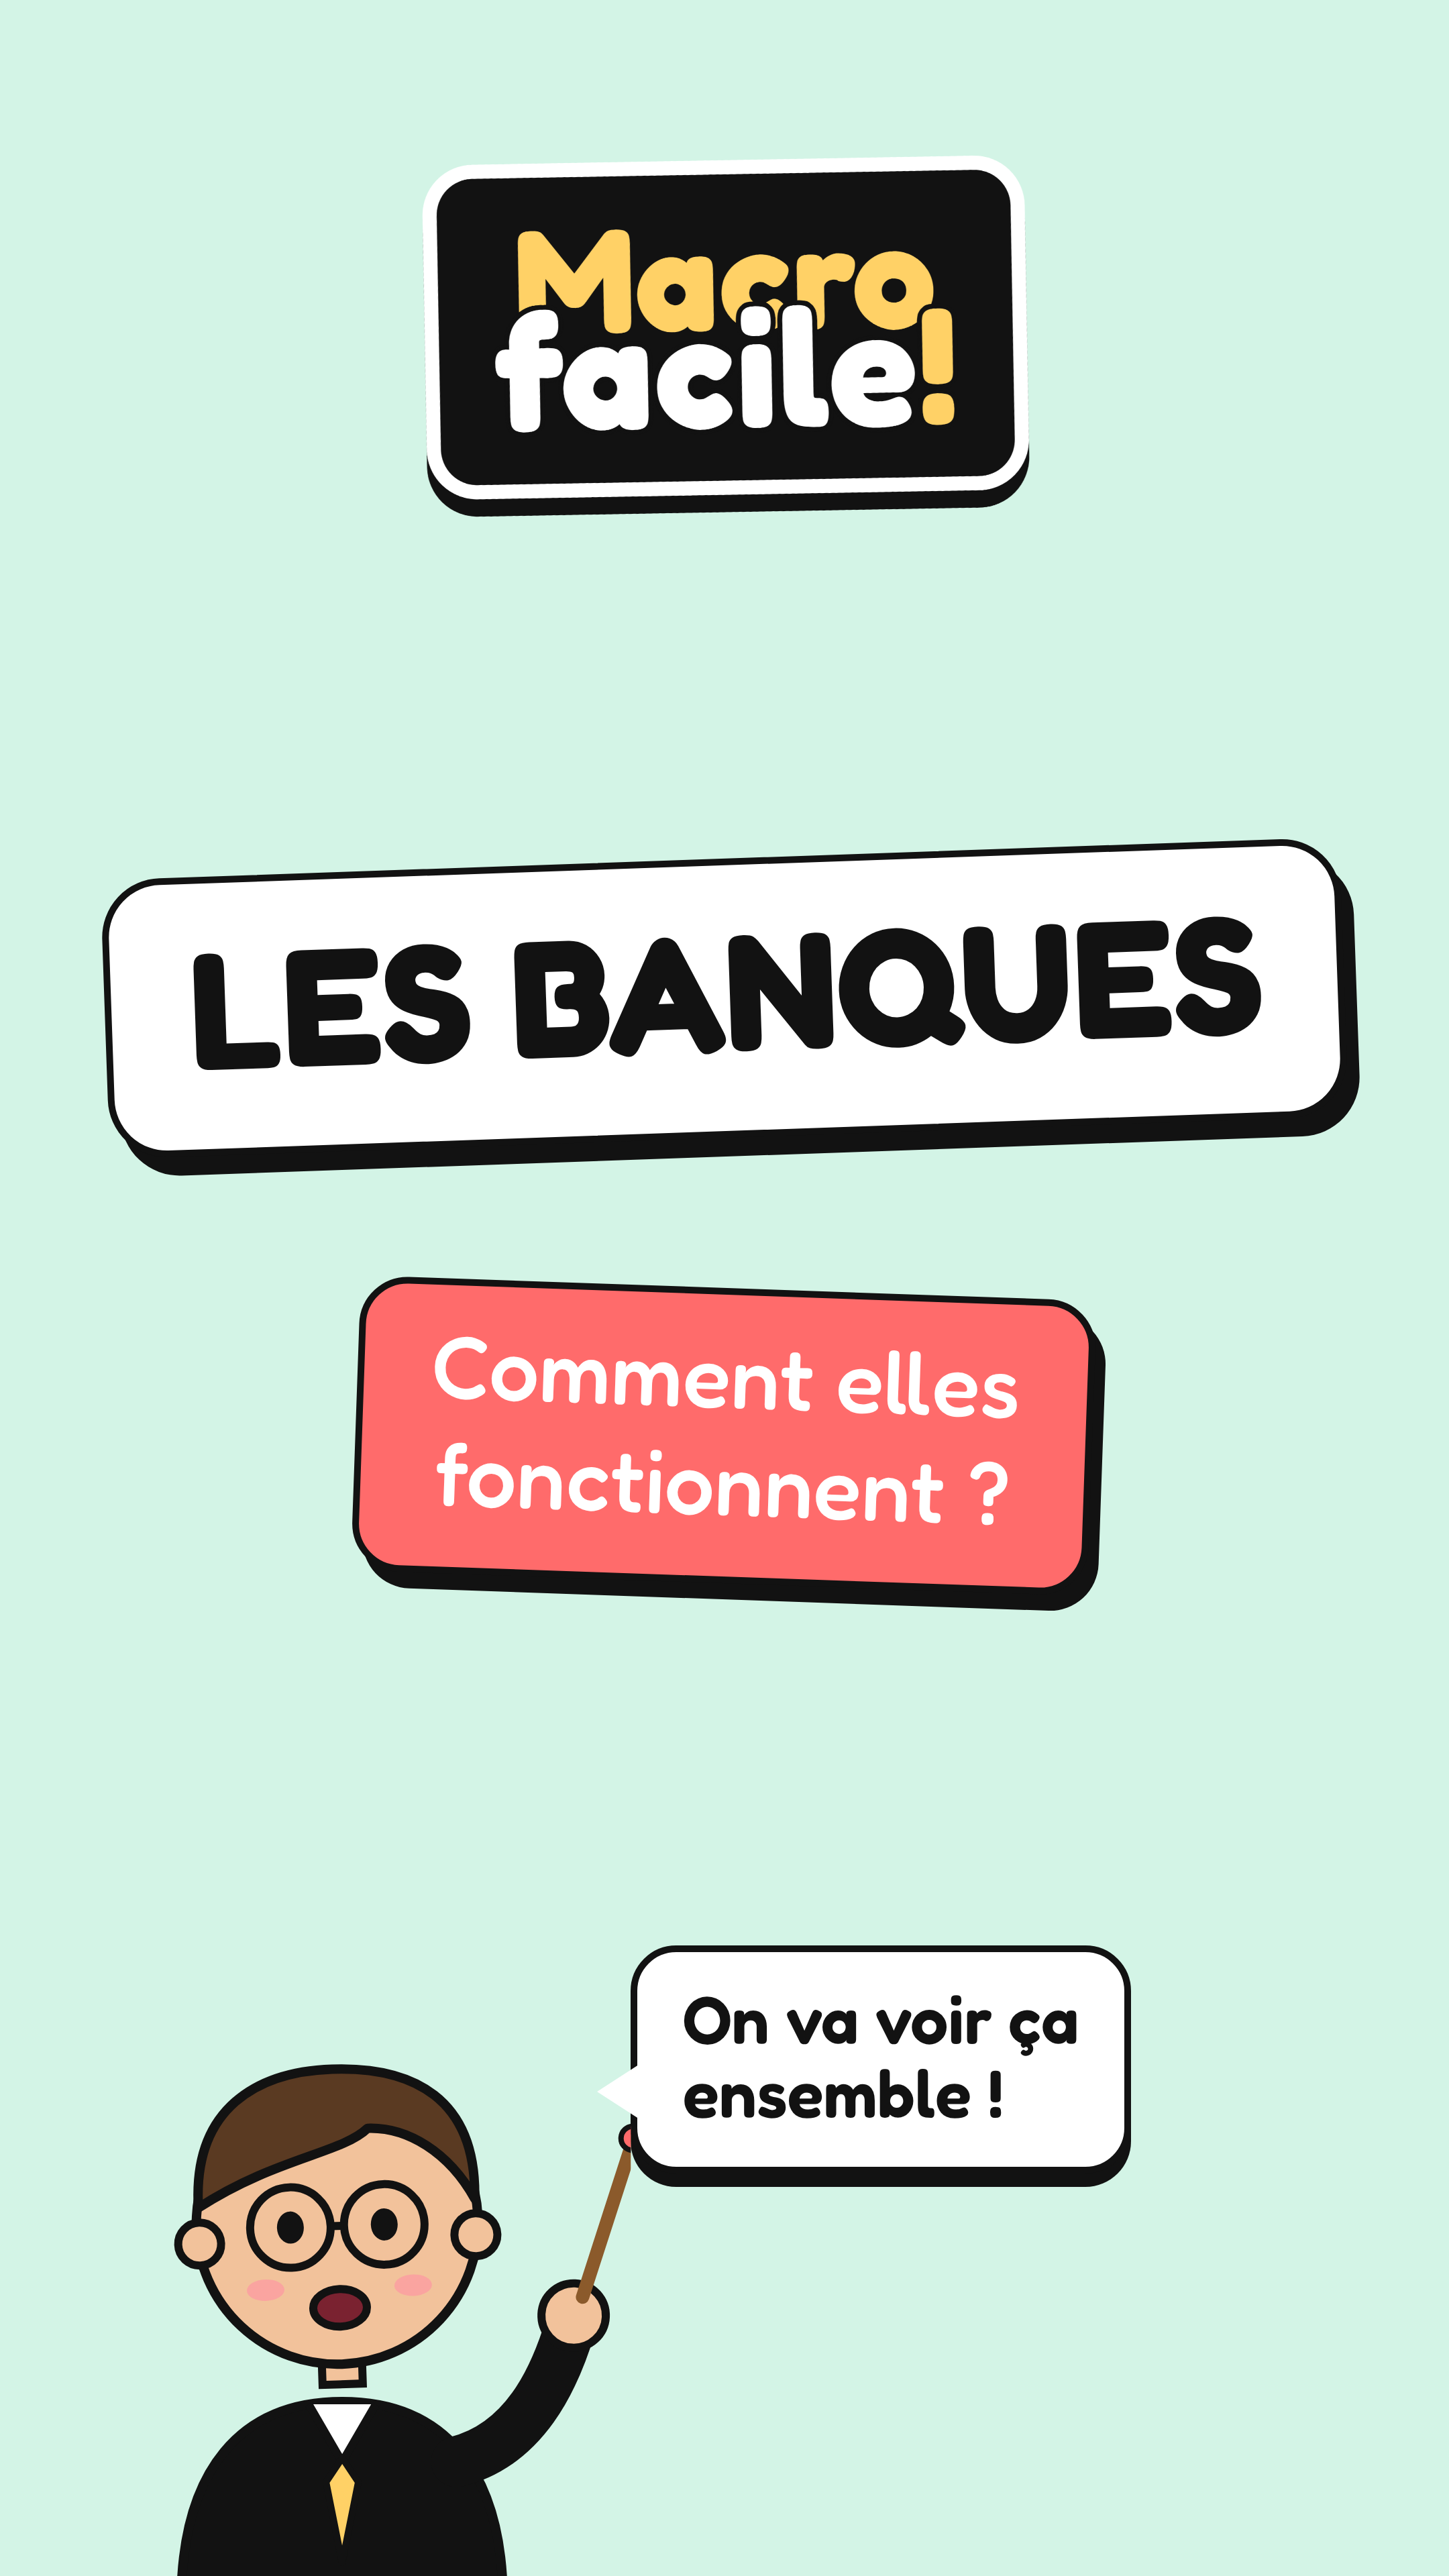 Macro
facile!
LES BANQUES
Comment elles
fonctionnent ?
On va voir ça
ensemble !